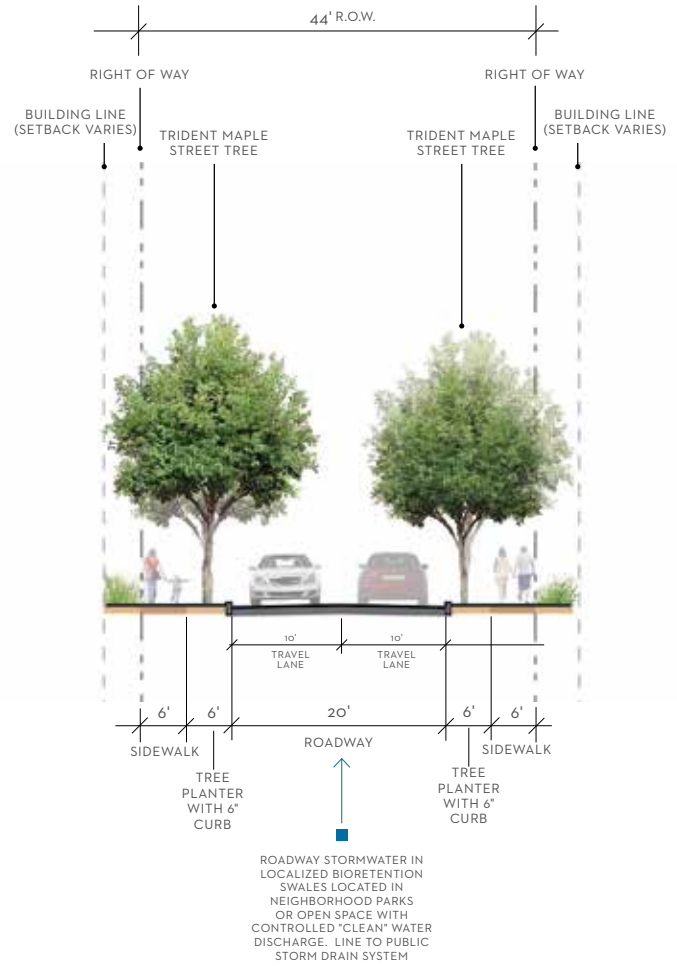 44' R.O.W.
RIGHT OF WAY
RIGHT OF WAY
BUILDING LINE
(SETBACK VARIES)
TRIDENT MAPLE
STREET TREE
TRIDENT MAPLE
STREET TREE
BUILDING LINE
(SETBACK VARIES)
10'
TRAVEL
LANE
10'
TRAVEL
LANE
6'
6'
20'
6'
6'
SIDEWALK
ROADWAY
SIDEWALK
TREE
PLANTER
WITH 6"
CURB
TREE
PLANTER
WITH 6"
CURB
ROADWAY STORMWATER IN
LOCALIZED BIORETENTION
SWALES LOCATED IN
NEIGHBORHOOD PARKS
OR OPEN SPACE WITH
CONTROLLED "CLEAN" WATER
DISCHARGE. LINE TO PUBLIC
STORM DRAIN SYSTEM